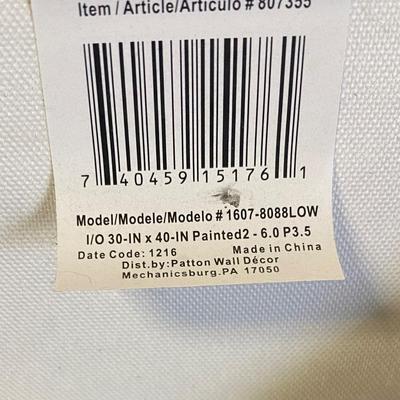 Item / Article/Artículo # 807355
7 40459 15176 1
Model/Modele/Modelo # 1607-8088LOW
I/O 30-IN x 40-IN Painted2 - 6.0 P3.5
Date Code: 1216 Made in China
Dist.by:Patton Wall Décor
Mechanicsburg.PA 17050